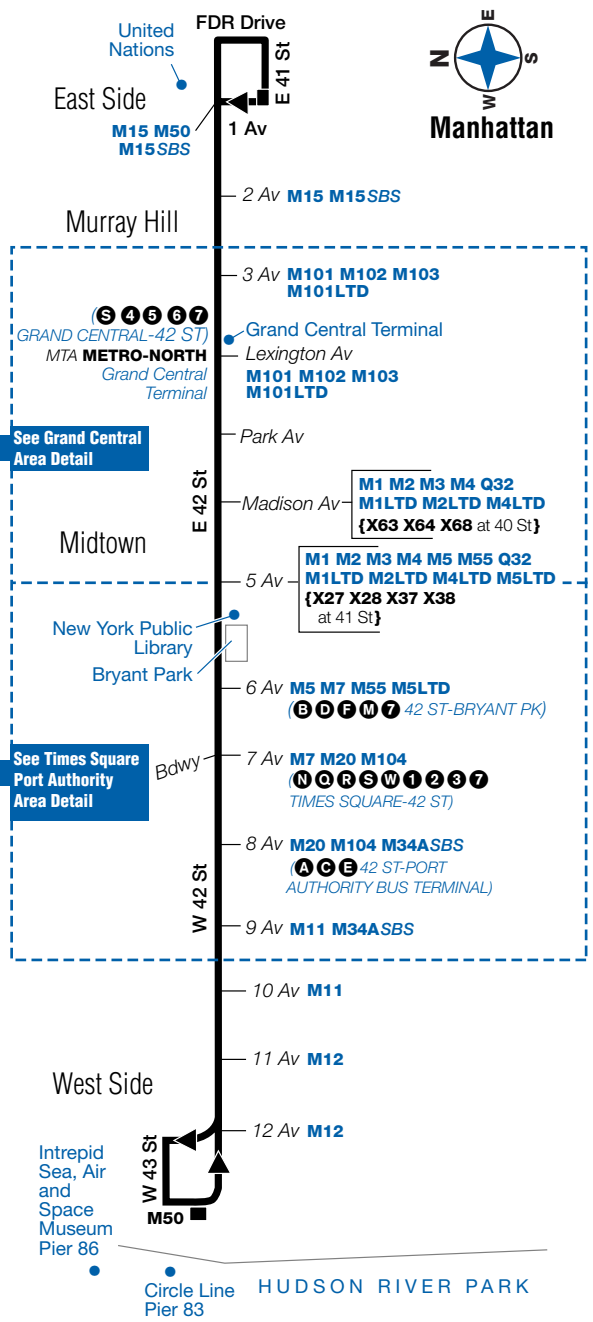 FDR Drive
United
Nations
E 41 St
N
E
S
W
Manhattan
East Side
M15 M50
M15SBS
1 Av
2 Av M15 M15SBS
Murray Hill
3 Av M101 M102 M103
M101LTD
(S 4 5 6 7
GRAND CENTRAL-42 ST)
MTA METRO-NORTH
Grand Central
Terminal
Grand Central Terminal
Lexington Av
M101 M102 M103
M101LTD
Park Av
See Grand Central
Area Detail
E 42 St
Madison Av
M1 M2 M3 M4 Q32
M1LTD M2LTD M4LTD
{X63 X64 X68 at 40 St}
Midtown
5 Av
M1 M2 M3 M4 M5 M55 Q32
M1LTD M2LTD M4LTD M5LTD
{X27 X28 X37 X38
at 41 St}
New York Public
Library
Bryant Park
6 Av M5 M7 M55 M5LTD
(B D F M 7 42 ST-BRYANT PK)
See Times Square
Port Authority
Area Detail
Bdwy
7 Av M7 M20 M104
(N Q R S W 1 2 3 7
TIMES SQUARE-42 ST)
8 Av M20 M104 M34ASBS
(A C E 42 ST-PORT
AUTHORITY BUS TERMINAL)
W 42 St
9 Av M11 M34ASBS
10 Av M11
11 Av M12
West Side
12 Av M12
W 43 St
M50
Intrepid
Sea, Air
and
Space
Museum
Pier 86
Circle Line
Pier 83
HUDSON RIVER PARK